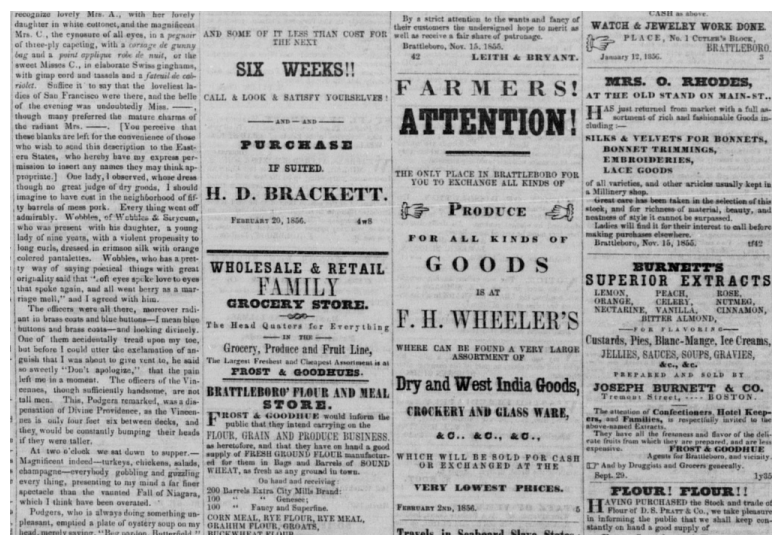 recognize lovely Mrs. A., with her lovely
daughter in white cottonet, and the magnificent
Mrs. C., the cynosure of all eyes, in a peguoir
of three-ply carpeting, with a corsage de gunny
bag and a point applique robe de nuit, as the
sweet Misses C., in elaborate Swiss ginghams,
with gimp cord and tassels and a fateuil de cab-
riolet. Suffice it to say that the loveliest la-
dies of San Francisco were there, and the belle
of the evening was undoubtedly Miss. ——,
though many preferred the mature charms of
the radiant Mrs. ——. [You perceive that
these blanks are left for the convenience of those
who wish to send this description to the East-
ern States, who hereby have my express per-
mission to insert any names they may think ap-
propriate.] One lady, I observed, whose dress
though no great judge of dry goods, I should
imagine to have cost in the neighborhood of fif-
ty barrels of mess pork. Every thing went off
admirably. Wobbles, of Wobbles &
who was present with his daughter, a young
lady of nine years, with a violent propensity to
long curls, dressed in crimson silk with orange
colored pantalettes. Wobbles, who has a pret-
ty way of saying poetical things with great
originality said that "soft eyes spoke love to eyes
that spoke again, and all went berry as a mar-
riage mell," and I agreed with him.
The officers were all there, moreover radi-
ant in brass coats and blue buttons—I mean blue
buttons and brass coats—and looking divinely.
One of them accidentally tread upon my toe,
but before I could utter the exclamation of an-
guish that I was about to give vent to, he said
so sweetly "Don't apologize," that the pain
left me in a moment. The officers of the Vin-
cennes, though sufficiently handsome, are not
tall men. This, Podgers remarked, was a dis-
pensation of Divine Providence, as the Vincen-
nes is only four feet six between decks, and
they, would be constantly bumping their heads
if they were taller.
At two o'clock we sat down to supper.—
Magnificent indeed—turkeys, chickens, salads,
champagne—everybody gobbling and guzzling
every thing, presenting to my mind a far finer
spectacle than the vaunted Fall of Niagara,
which I think have been overated.
Podgers, who is always doing something un-
pleasant, emptied a plate of oystery soup on my
head, merely saying, "Beg pardon, Butterfield,"
AND SOME OF IT LESS THAN COST FOR
THE NEXT
SIX WEEKS!!
CALL & LOOK & SATISFY YOURSELVES!
—AND—AND—
PURCHASE
IF SUITED.
H. D. BRACKETT.
FEBRUARY 29, 1856. 4w8
WHOLESALE & RETAIL
FAMILY
GROCERY STORE.
The Head Quaters for Everything
—IN THE—
Grocery, Produce and Fruit Line,
The Largest Freshest and Cheapest Assortment is at
FROST & GOODHUES.
BRATTLEBORO' FLOUR AND MEAL
STORE.
FROST & GOODHUE would inform the
public that they intend carrying on the
FLOUR, GRAIN AND PRODUCE BUSINESS,
as heretofore, and that they have on hand a good
supply of FRESH GROUND FLOUR manufactur-
ed for them in Bags and Barrels of SOUND
WHEAT, as fresh as any ground in town.
On hand and receiving:
200 Barrels Extra City Mills Brand:
100 " Genesee;
100 " Fancy and Superfine.
CORN MEAL, RYE FLOUR, RYE MEAL,
GRAHAM FLOUR, GROATS,
BUCKWHEAT FLOUR
By a strict attention to the wants and fancy of
their customers the undersigned hope to merit as
well as receive a fair share of patronage.
Brattleboro, Nov. 15, 1855.
42 LEITH & BRYANT.
FARMERS!
ATTENTION!
THE ONLY PLACE IN BRATTLEBORO FOR
YOU TO EXCHANGE ALL KINDS OF
PRODUCE
FOR ALL KINDS OF
GOODS
IS AT
F. H. WHEELER'S
WHERE CAN BE FOUND A VERY LARGE
ASSORTMENT OF
Dry and West India Goods,
CROCKERY AND GLASS WARE,
&C., &C., &C.,
WHICH WILL BE SOLD FOR CASH
OR EXCHANGED AT THE
VERY LOWEST PRICES.
FEBRUARY 2ND, 1856. 5
Travels in Seaboard Slave States
CASH as above.
WATCH & JEWELRY WORK DONE.
PLACE, No. 1 CUTLER'S BLOCK,
BRATTLEBORO.
January 12, 1856. 2
MRS. O. RHODES,
AT THE OLD STAND ON MAIN-ST.,
HAS just returned from market with a full as-
sortment of rich and fashionable Goods in-
cluding:—
SILKS & VELVETS FOR BONNETS,
BONNET TRIMMINGS,
EMBROIDERIES,
LACE GOODS
of all varieties, and other articles usually kept in
a Millinery shop.
Great care has been taken in the selection of this
stock, and for richness of material, beauty, and
neatness of style it cannot be surpassed.
Ladies will find it for their interest to call before
making purchases elsewhere.
Brattleboro, Nov. 15, 1855. tf42
BURNETT'S
SUPERIOR EXTRACTS
LEMON, PEACH, ROSE,
ORANGE, CELERY, NUTMEG,
NECTARINE, VANILLA, CINNAMON,
BITTER ALMOND,
—FOR FLAVORING—
Custards, Pies, Blanc-Mange, Ice Creams,
JELLIES, SAUCES, SOUPS, GRAVIES,
&c., &c.
PREPARED AND SOLD BY
JOSEPH BURNETT & CO.
Tremont Street, ---- BOSTON.
The attention of Confectioners, Hotel Keep-
ers, and Families, is respectfully invited to the
above-named Extracts.
They have all the freshness and flavor of the deli-
cate fruits from which they are prepared, and are less
expensive. FROST & GOODHUE
Agents for Brattleboro, and vicinity.
☞ And by Druggists and Grocers generally.
Sept. 29. 1y35
FLOUR! FLOUR!!
HAVING PURCHASED the Stock and trade of
Flour of D. S. PRATT & Co., we take pleasure
in informing the public that we shall keep con-
stantly on hand a good supply of